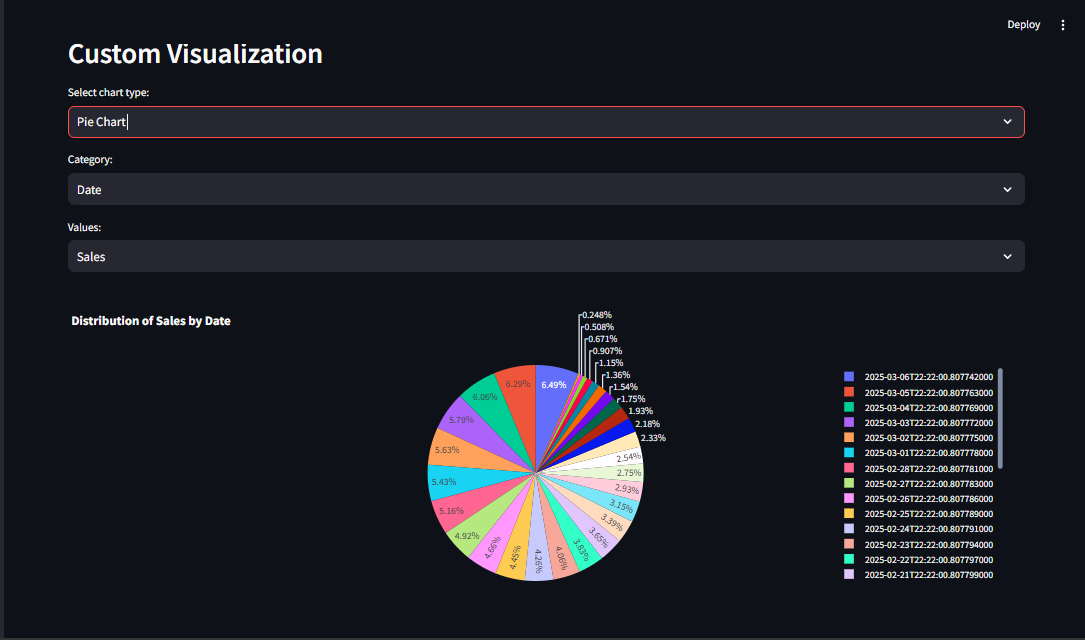 Deploy
Custom Visualization
Select chart type:
Pie Chart
Category:
Date
Values:
Sales
Distribution of Sales by Date
0.248%
0.508%
0.671%
0.907%
1.15%
1.36%
1.54%
1.75%
1.93%
2.18%
2.33%
2.54%
2.75%
2.93%
3.15%
3.39%
3.65%
3.83%
4.06%
4.26%
4.45%
4.66%
4.92%
5.16%
5.43%
5.63%
5.79%
6.06%
6.29%
6.49%
2025-03-06T22:22:00.807742000
2025-03-05T22:22:00.807763000
2025-03-04T22:22:00.807769000
2025-03-03T22:22:00.807772000
2025-03-02T22:22:00.807775000
2025-03-01T22:22:00.807778000
2025-02-28T22:22:00.807781000
2025-02-27T22:22:00.807783000
2025-02-26T22:22:00.807786000
2025-02-25T22:22:00.807789000
2025-02-24T22:22:00.807791000
2025-02-23T22:22:00.807794000
2025-02-22T22:22:00.807797000
2025-02-21T22:22:00.807799000